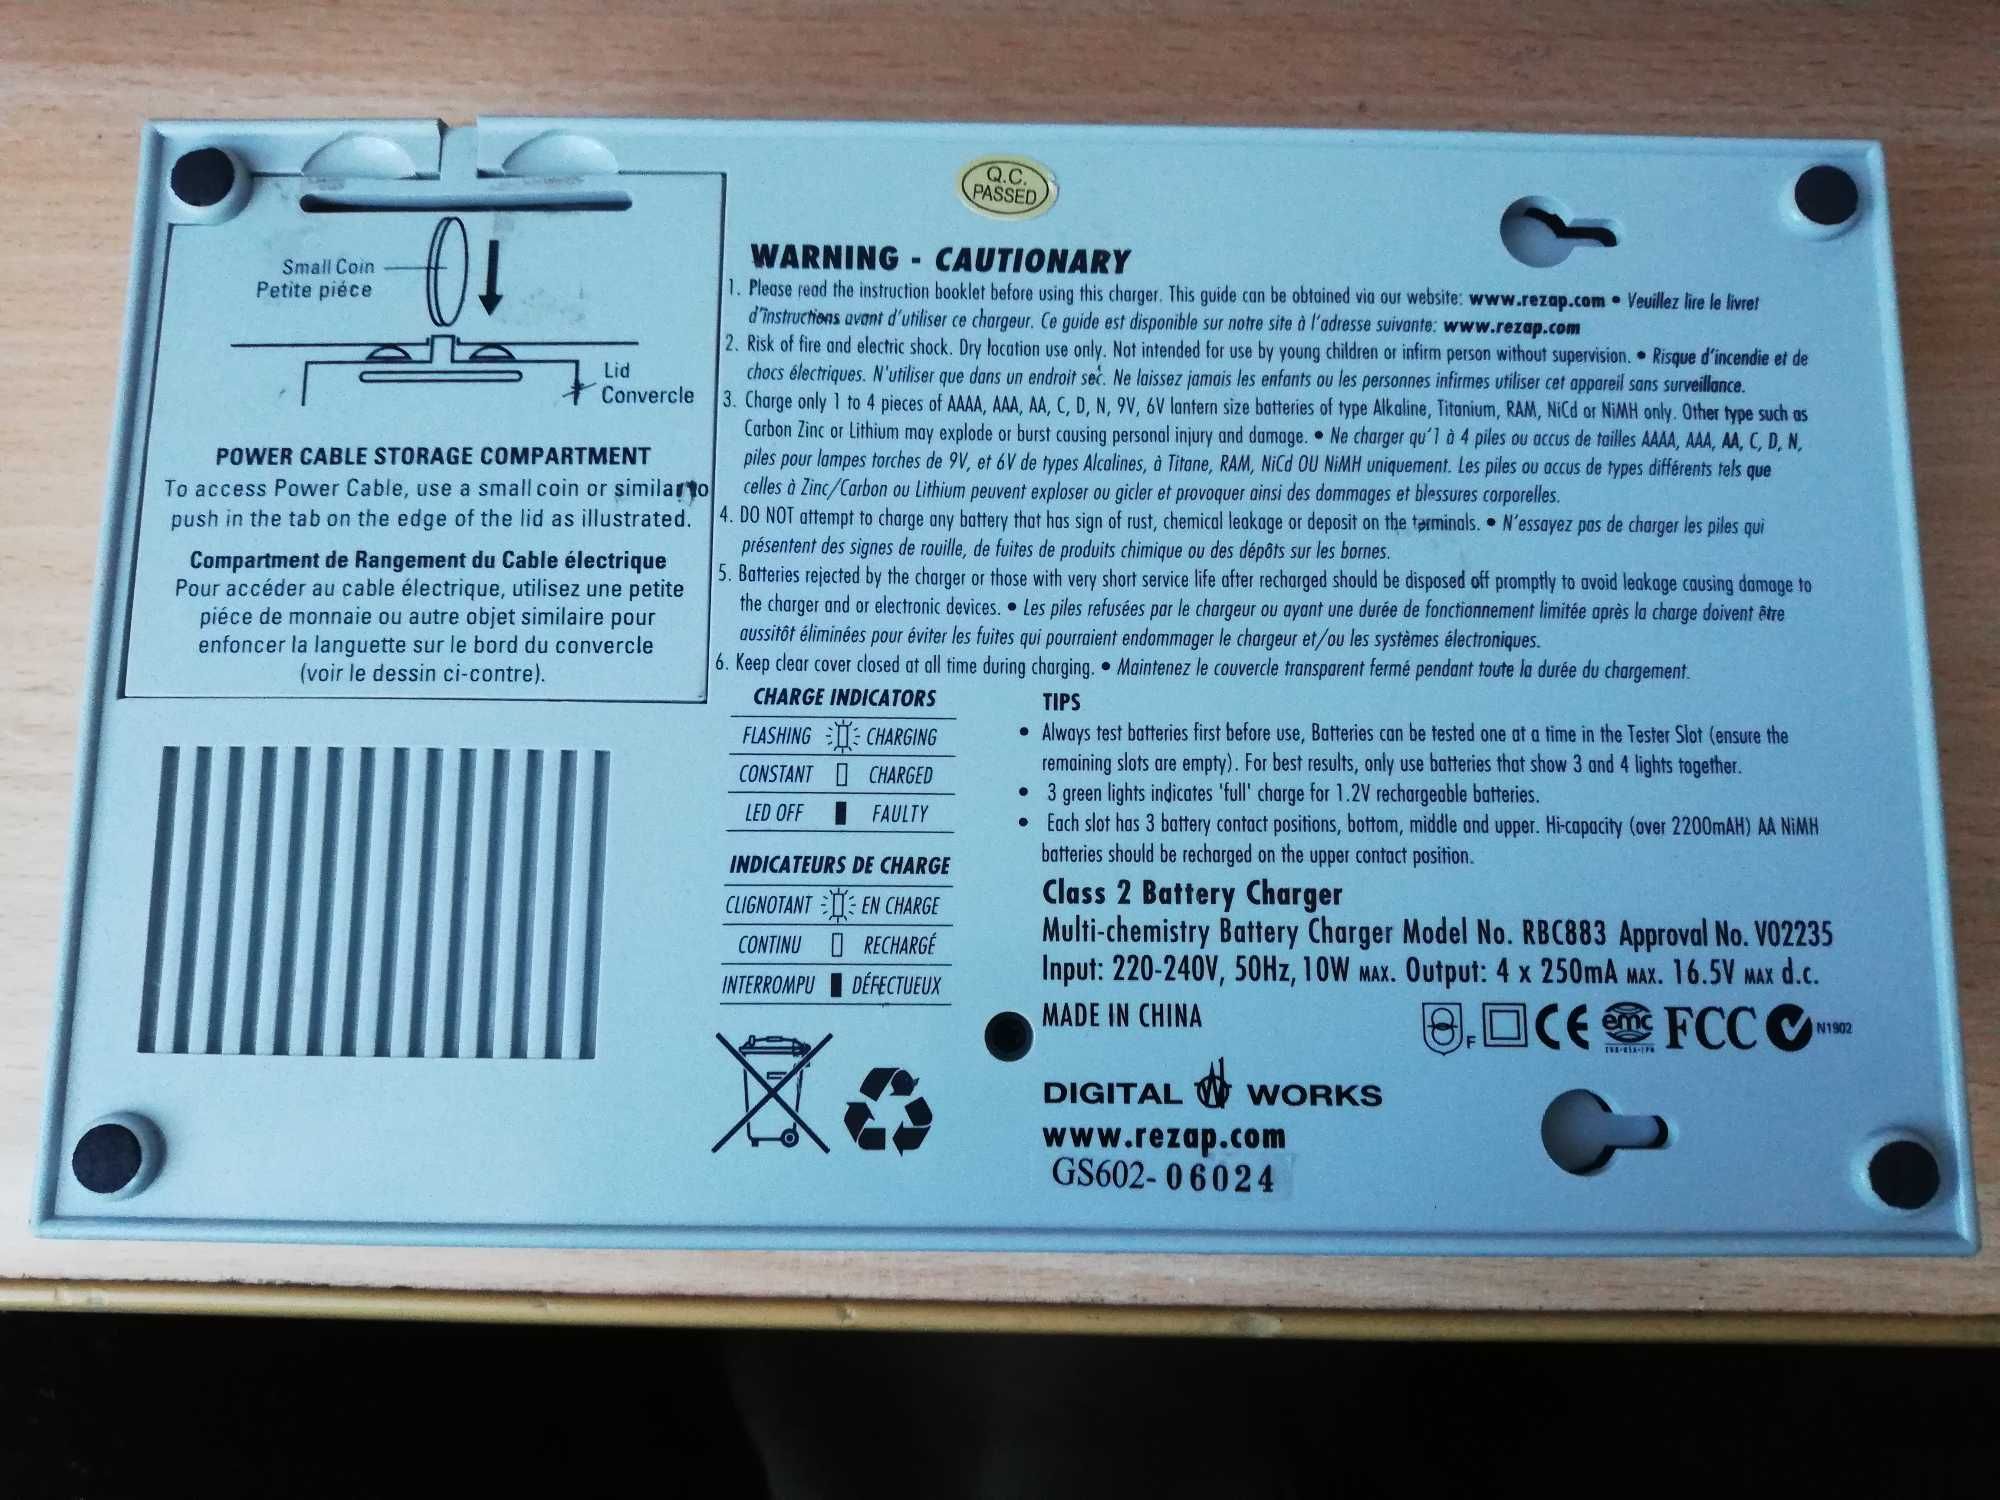 Q.C.
PASSED
Small Coin
Petite piéce
Lid
Convercle
POWER CABLE STORAGE COMPARTMENT
To access Power Cable, use a small coin or similar to
push in the tab on the edge of the lid as illustrated.
Compartment de Rangement du Cable électrique
Pour accéder au cable électrique, utilisez une petite
piéce de monnaie ou autre objet similaire pour
enfoncer la languette sur le bord du convercle
(voir le dessin ci-contre).
WARNING - CAUTIONARY
1. Please read the instruction booklet before using this charger. This guide can be obtained via our website: www.rezap.com • Veuillez lire le livret
d'instructions avant d'utiliser ce chargeur. Ce guide est disponible sur notre site à l'adresse suivante: www.rezap.com
2. Risk of fire and electric shock. Dry location use only. Not intended for use by young children or infirm person without supervision. • Risque d'incendie et de
chocs électriques. N'utiliser que dans un endroit sec. Ne laissez jamais les enfants ou les personnes infirmes utiliser cet appareil sans surveillance.
3. Charge only 1 to 4 pieces of AAAA, AAA, AA, C, D, N, 9V, 6V lantern size batteries of type Alkaline, Titanium, RAM, NiCd or NiMH only. Other type such as
Carbon Zinc or Lithium may explode or burst causing personal injury and damage. • Ne charger qu'1 à 4 piles ou accus de tailles AAAA, AAA, AA, C, D, N,
piles pour lampes torches de 9V, et 6V de types Alcalines, à Titane, RAM, NiCd OU NiMH uniquement. Les piles ou accus de types différents tels que
celles à Zinc/Carbon ou Lithium peuvent exploser ou gicler et provoquer ainsi des dommages et blessures corporelles.
4. DO NOT attempt to charge any battery that has sign of rust, chemical leakage or deposit on the terminals. • N'essayez pas de charger les piles qui
présentent des signes de rouille, de fuites de produits chimique ou des dépôts sur les bornes.
5. Batteries rejected by the charger or those with very short service life after recharged should be disposed off promptly to avoid leakage causing damage to
the charger and or electronic devices. • Les piles refusées par le chargeur ou ayant une durée de fonctionnement limitée après la charge doivent être
aussitôt éliminées pour éviter les fuites qui pourraient endommager le chargeur et/ou les systèmes électroniques.
6. Keep clear cover closed at all time during charging. • Maintenez le couvercle transparent fermé pendant toute la durée du chargement.
CHARGE INDICATORS
FLASHING CHARGING
CONSTANT CHARGED
LED OFF FAULTY
INDICATEURS DE CHARGE
CLIGNOTANT EN CHARGE
CONTINU RECHARGÉ
INTERROMPU DÉFECTUEUX
TIPS
• Always test batteries first before use, Batteries can be tested one at a time in the Tester Slot (ensure the
remaining slots are empty). For best results, only use batteries that show 3 and 4 lights together.
• 3 green lights indicates 'full' charge for 1.2V rechargeable batteries.
• Each slot has 3 battery contact positions, bottom, middle and upper. Hi-capacity (over 2200mAH) AA NiMH
batteries should be recharged on the upper contact position.
Class 2 Battery Charger
Multi-chemistry Battery Charger Model No. RBC883 Approval No. V02235
Input: 220-240V, 50Hz, 10W MAX. Output: 4 x 250mA MAX. 16.5V MAX d.c.
MADE IN CHINA
F CE emc FCC N1902
DIGITAL WORKS
www.rezap.com
GS602-06024